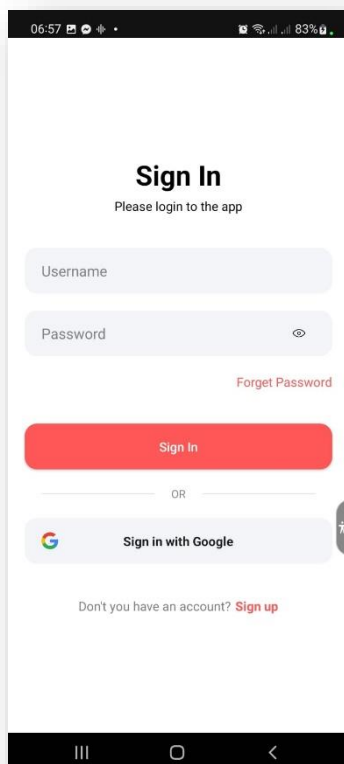 06:57
83%
Sign In
Please login to the app
Username
Password
Forget Password
Sign In
OR
Sign in with Google
Don't you have an account? Sign up